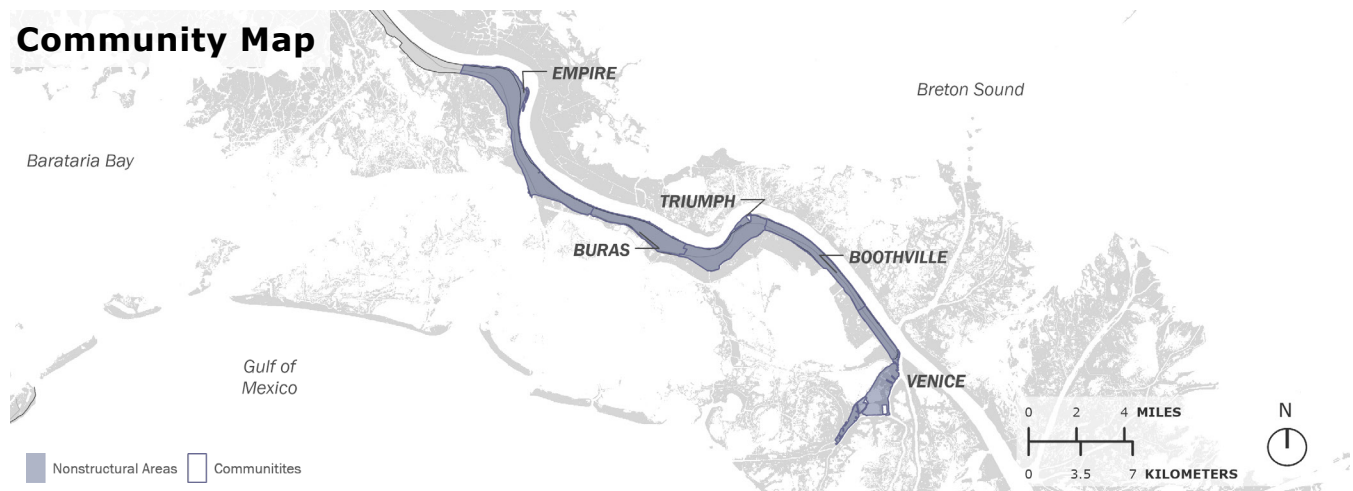 Community Map
EMPIRE
Breton Sound
Barataria Bay
TRIUMPH
BURAS
BOOTHVILLE
Gulf of
Mexico
VENICE
0 2 4 MILES
0 3.5 7 KILOMETERS
N
Nonstructural Areas
Communitites